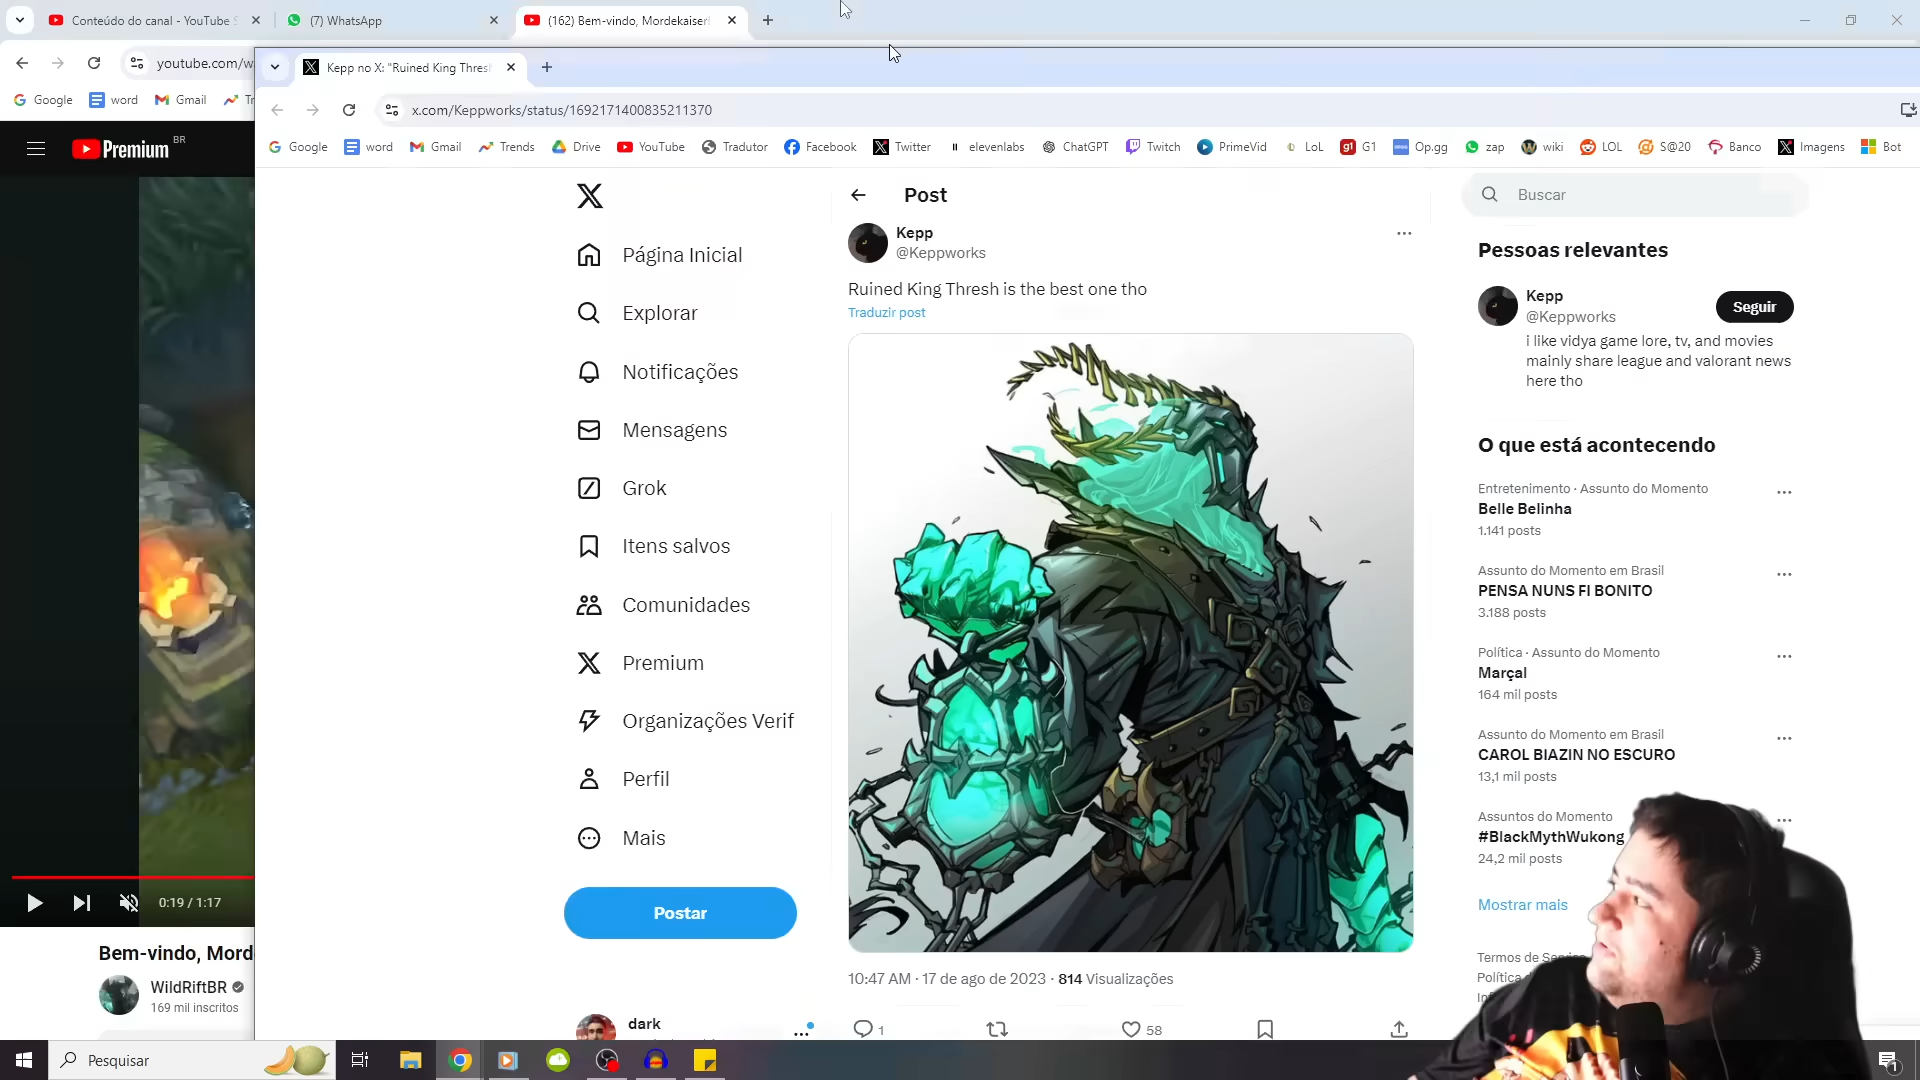 Conteúdo do canal - YouTube S
(7) WhatsApp
(162) Bem-vindo, Mordekaiser!
youtube.com/w
Kepp no X: "Ruined King Thresh
x.com/Keppworks/status/1692171400835211370
Google
word
Gmail
Tr
Google
word
Gmail
Trends
Drive
YouTube
Tradutor
Facebook
Twitter
elevenlabs
ChatGPT
Twitch
PrimeVid
LoL
G1
Op.gg
zap
wiki
LOL
S@20
Banco
Imagens
Bot
Premium
BR
Página Inicial
Explorar
Notificações
Mensagens
Grok
Itens salvos
Comunidades
Premium
Organizações Verif
Perfil
Mais
Postar
dark
Post
Kepp
@Keppworks
Ruined King Thresh is the best one tho
Traduzir post
10:47 AM · 17 de ago de 2023 · 814 Visualizações
1
58
Buscar
Pessoas relevantes
Kepp
@Keppworks
Seguir
i like vidya game lore, tv, and movies
mainly share league and valorant news
here tho
O que está acontecendo
Entretenimento · Assunto do Momento
Belle Belinha
1.141 posts
Assunto do Momento em Brasil
PENSA NUNS FI BONITO
3.188 posts
Política · Assunto do Momento
Marçal
164 mil posts
Assunto do Momento em Brasil
CAROL BIAZIN NO ESCURO
13,1 mil posts
Assuntos do Momento
#BlackMythWukong
24,2 mil posts
Mostrar mais
Termos de
Política
0:19 / 1:17
Bem-vindo, Mord
WildRiftBR
169 mil inscritos
Pesquisar
1